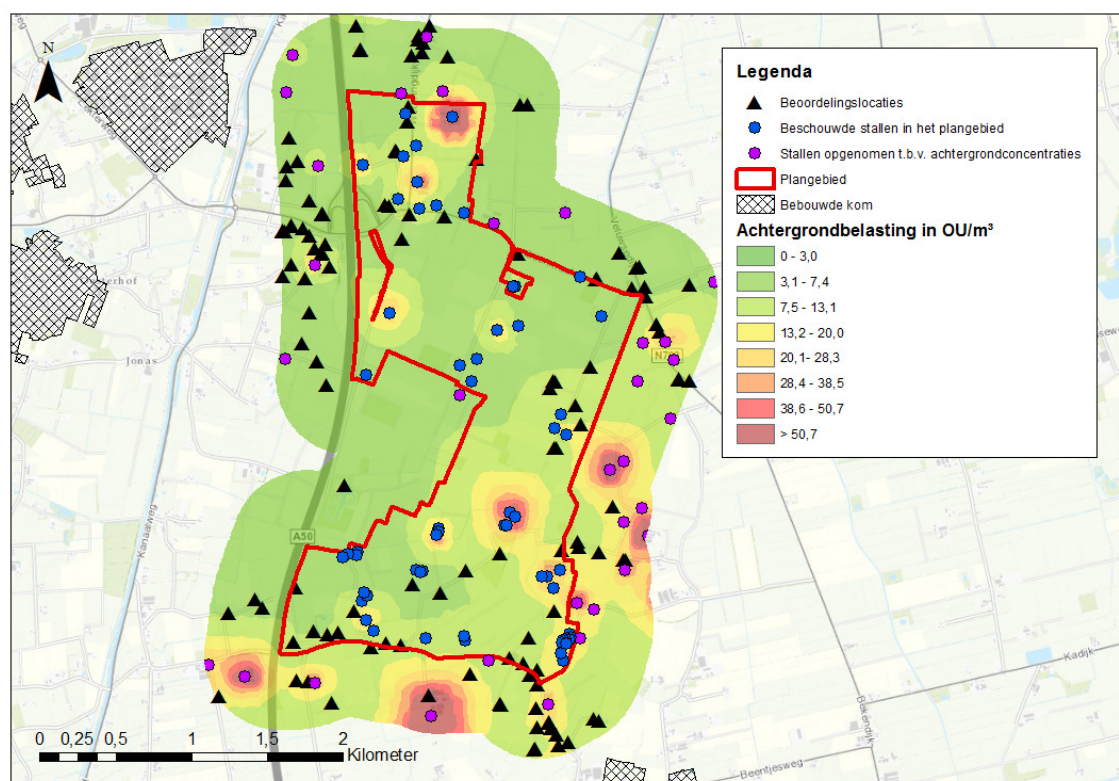 N
Legenda
Beoordelingslocaties
Beschouwde stallen in het plangebied
Stallen opgenomen t.b.v. achtergrondconcentraties
Plangebied
Bebouwde kom
Achtergrondbelasting in OU/m³
0 - 3,0
3,1 - 7,4
7,5 - 13,1
13,2 - 20,0
20,1- 28,3
28,4 - 38,5
38,6 - 50,7
> 50,7
Jonas
Kanaalweg
A50
Kadijk
Bekendijk
Beentjesweg
0 0,25 0,5 1 1,5 2
Kilometer